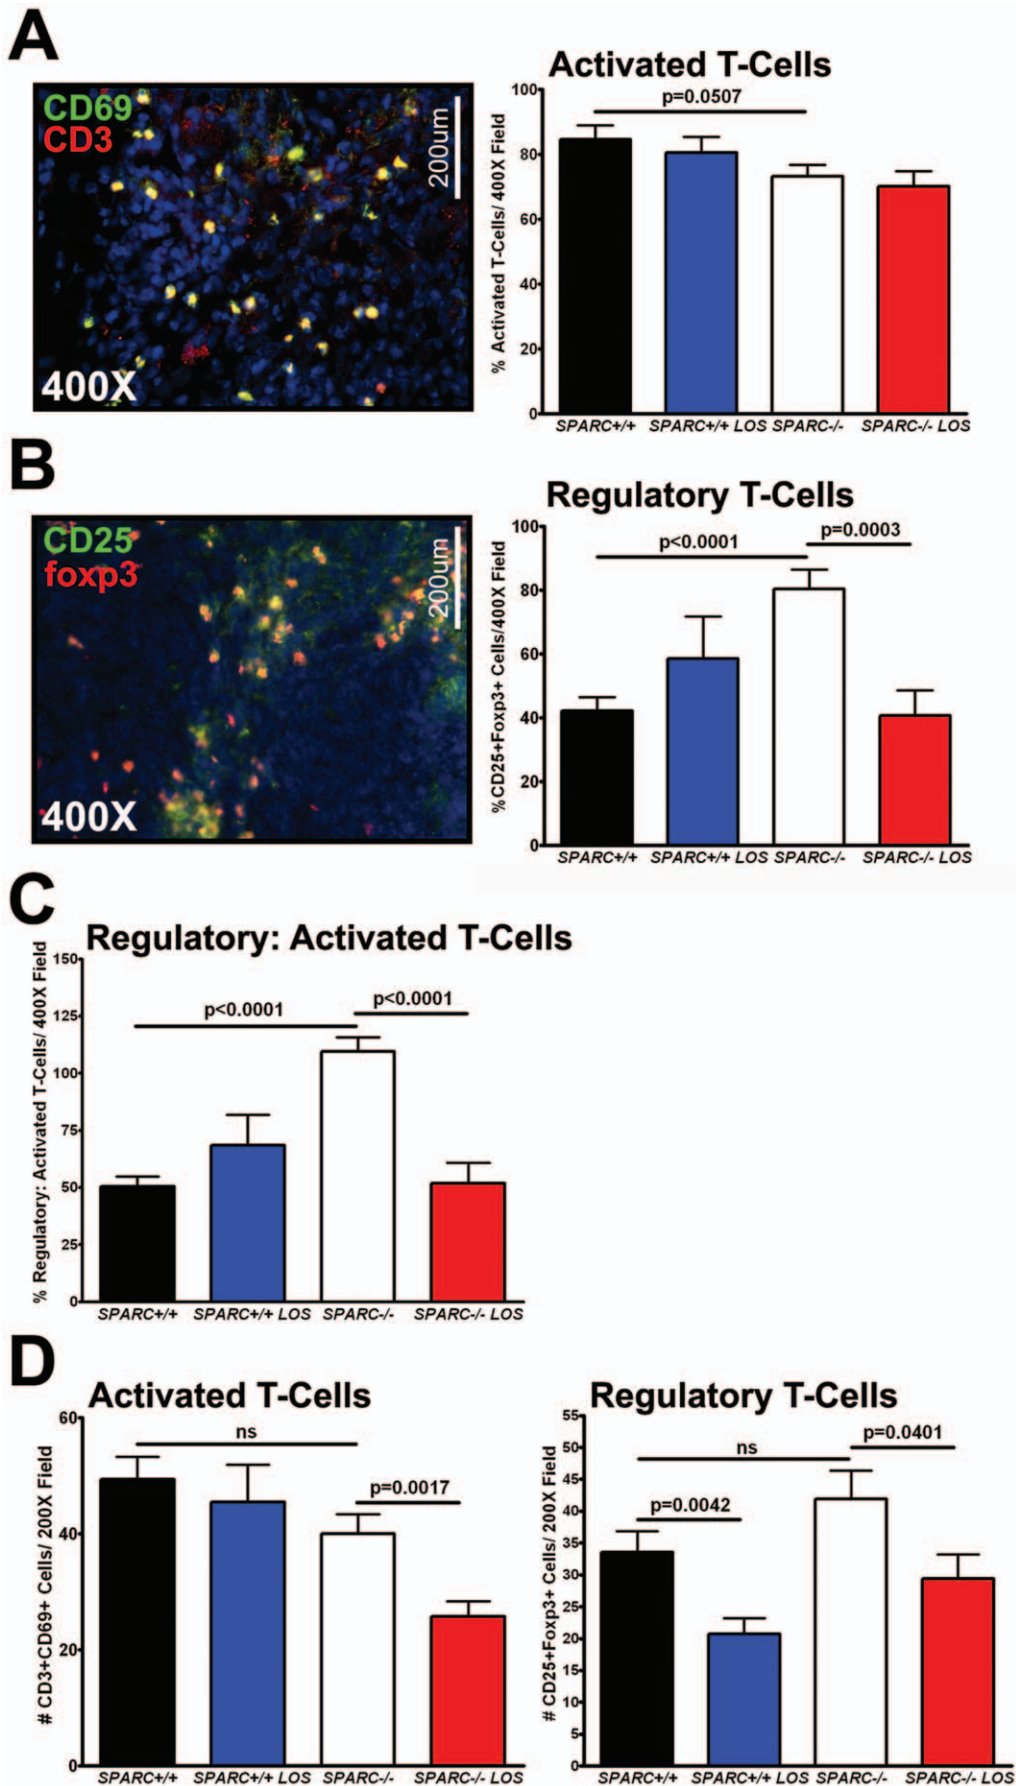 A
CD69
CD3
200um
400X
Activated T-Cells
% Activated T-Cells/ 400X Field
100
80
60
40
20
0
p=0.0507
SPARC+/+ SPARC+/+ LOS SPARC-/- SPARC-/- LOS
B
CD25
foxp3
200um
400X
Regulatory T-Cells
%CD25+Foxp3+ Cells/400X Field
100
80
60
40
20
0
p<0.0001
p=0.0003
SPARC+/+ SPARC+/+ LOS SPARC-/- SPARC-/- LOS
C
Regulatory: Activated T-Cells
% Regulatory: Activated T-Cells/ 400X Field
150
125
100
75
50
25
0
p<0.0001
p<0.0001
SPARC+/+ SPARC+/+ LOS SPARC-/- SPARC-/- LOS
D
Activated T-Cells
# CD3+CD69+ Cells/ 200X Field
60
40
20
0
ns
p=0.0017
SPARC+/+ SPARC+/+ LOS SPARC-/- SPARC-/- LOS
Regulatory T-Cells
# CD25+Foxp3+ Cells/ 200X Field
55
50
45
40
35
30
25
20
15
10
5
0
p=0.0401
ns
p=0.0042
SPARC+/+ SPARC+/+ LOS SPARC-/- SPARC-/- LOS